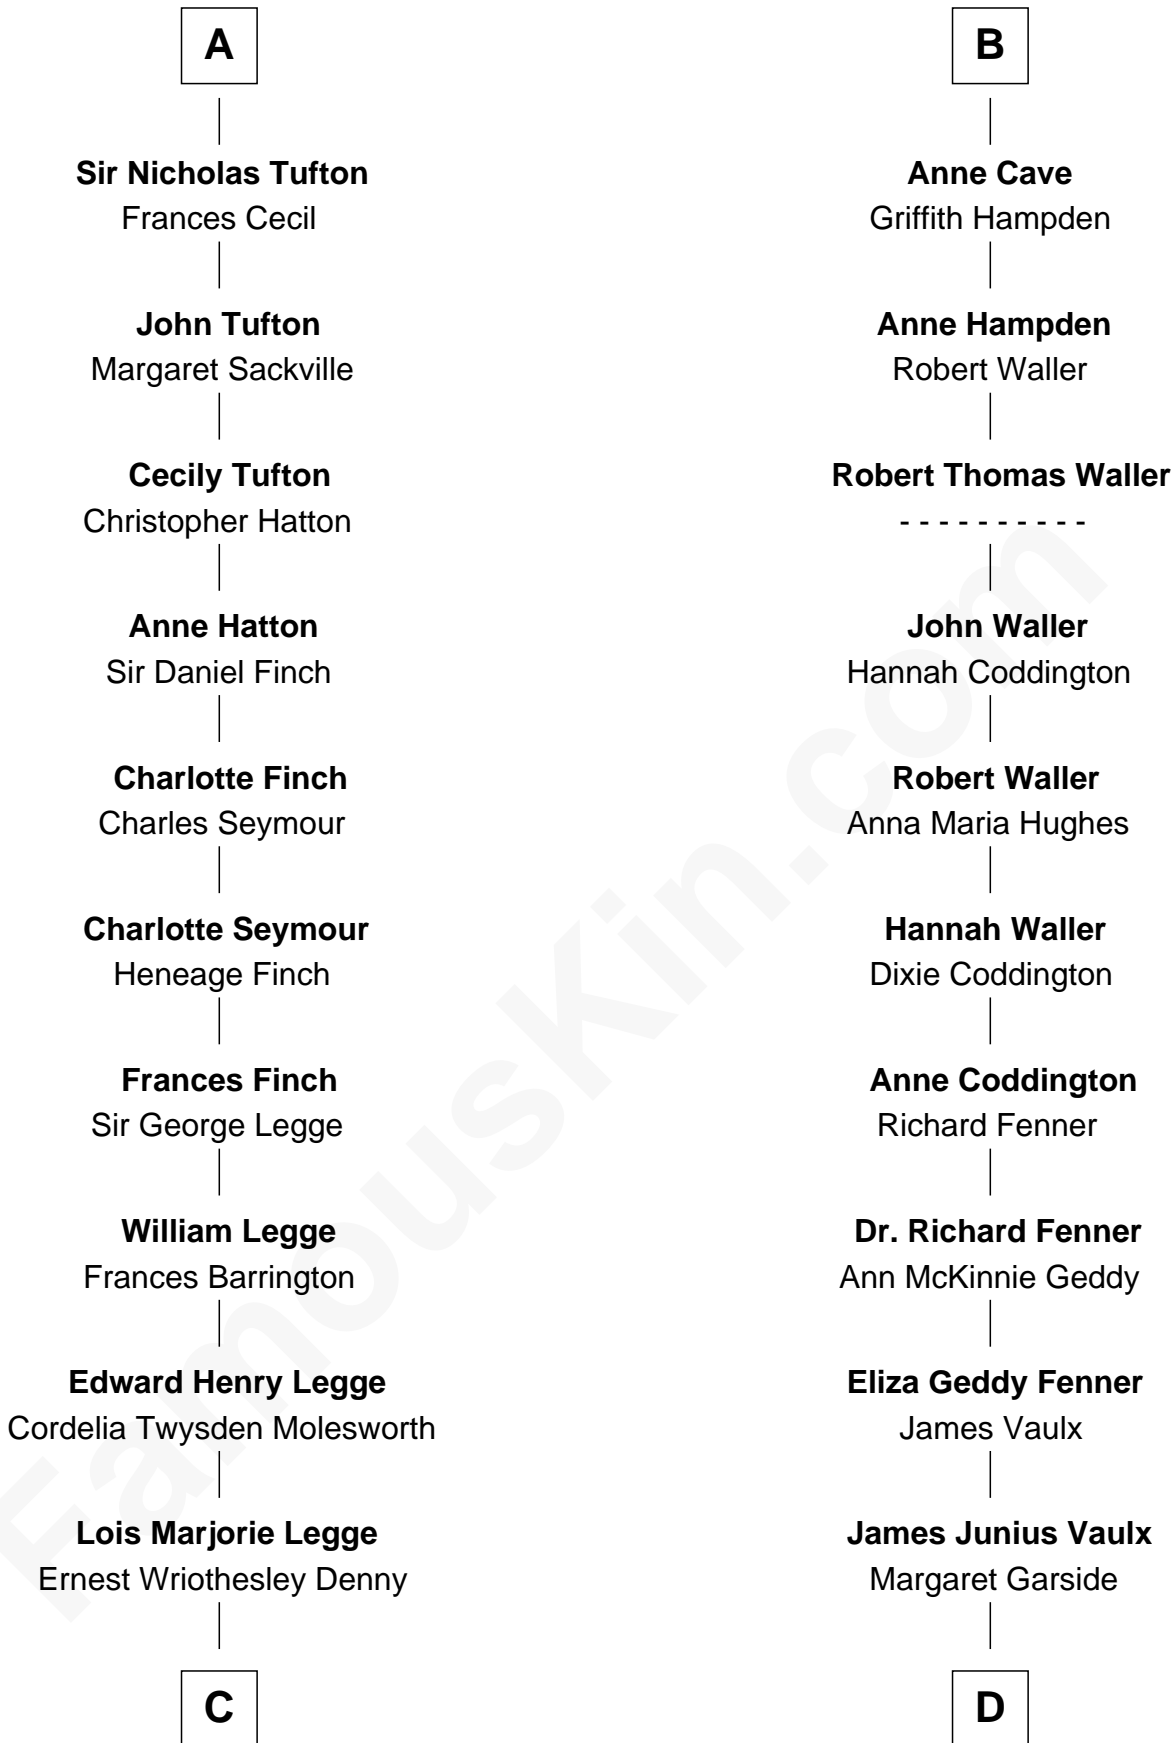 A
Sir Nicholas Tufton
Frances Cecil
John Tufton
Margaret Sackville
Cecily Tufton
Christopher Hatton
Anne Hatton
Sir Daniel Finch
Charlotte Finch
Charles Seymour
Charlotte Seymour
Heneage Finch
Frances Finch
Sir George Legge
William Legge
Frances Barrington
Edward Henry Legge
Cordelia Twysden Molesworth
Lois Marjorie Legge
Ernest Wriothesley Denny
C
B
Anne Cave
Griffith Hampden
Anne Hampden
Robert Waller
Robert Thomas Waller
- - - - - - - - - -
John Waller
Hannah Coddington
Robert Waller
Anna Maria Hughes
Hannah Waller
Dixie Coddington
Anne Coddington
Richard Fenner
Dr. Richard Fenner
Ann McKinnie Geddy
Eliza Geddy Fenner
James Vaulx
James Junius Vaulx
Margaret Garside
D
FamousKin.com